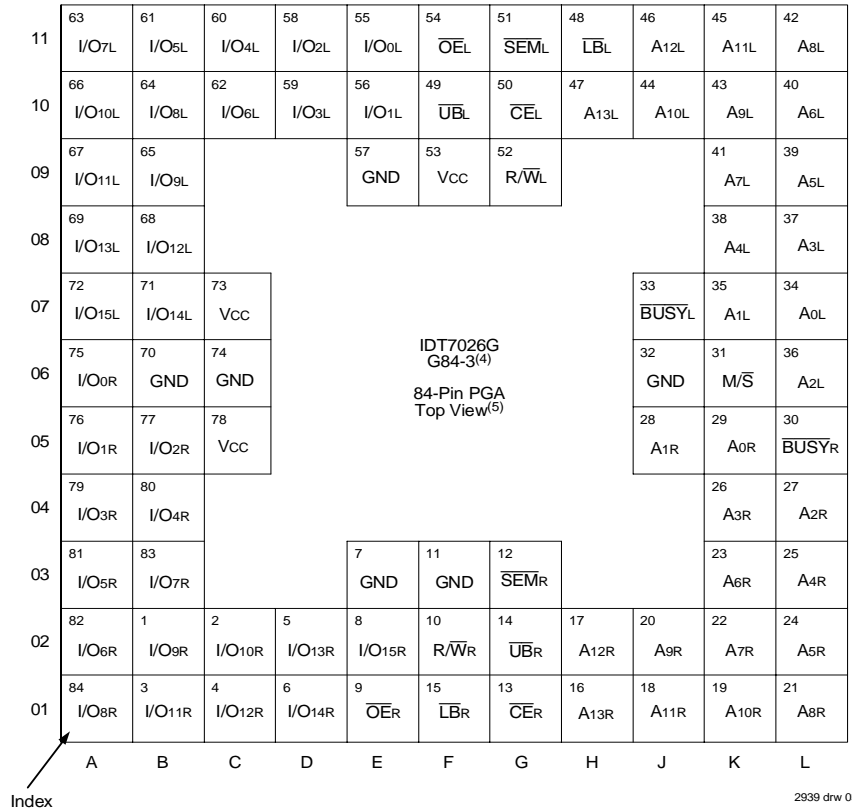 63 61 60 58 55 54 51 48 46 45 42
11 I/O7L I/O5L I/O4L I/O2L I/O0L OEL SEML LBL A12L A11L A8L
66 64 62 59 56 49 50 47 44 43 40
10 I/O10L I/O8L I/O6L I/O3L I/O1L UBL CEL A13L A10L A9L A6L
67 65 57 53 52 41 39
09 I/O11L I/O9L GND VCC R/WL A7L A5L
69 68 38 37
08 I/O13L I/O12L A4L A3L
72 71 73 33 35 34
07 I/O15L I/O14L VCC BUSYL A1L A0L
75 70 74 32 31 36
06 I/O0R GND GND GND M/S A2L
IDT7026G
G84-3(4)
84-Pin PGA
Top View(5)
76 77 78 28 29 30
05 I/O1R I/O2R VCC A1R A0R BUSYR
79 80 26 27
04 I/O3R I/O4R A3R A2R
81 83 7 11 12 23 25
03 I/O5R I/O7R GND GND SEMR A6R A4R
82 1 2 5 8 10 14 17 20 22 24
02 I/O6R I/O9R I/O10R I/O13R I/O15R R/WR UBR A12R A9R A7R A5R
84 3 4 6 9 15 13 16 18 19 21
01 I/O8R I/O11R I/O12R I/O14R OER LBR CER A13R A11R A10R A8R
A B C D E F G H J K L
Index
2939 drw 0